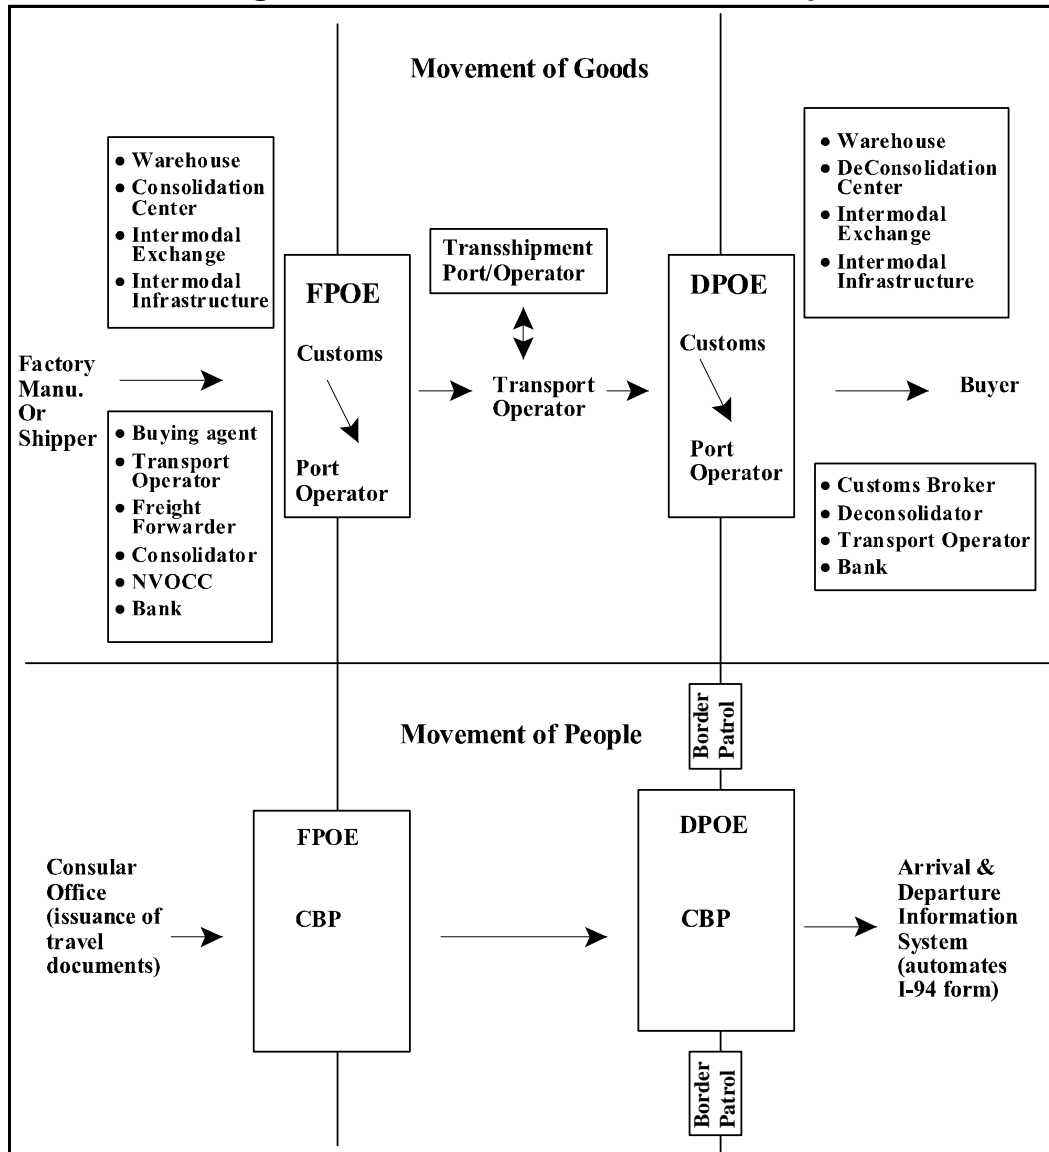 Movement of Goods
• Warehouse
• Consolidation
Center
• Intermodal
Exchange
• Intermodal
Infrastructure
Factory
Manu.
Or
Shipper
• Buying agent
• Transport
Operator
• Freight
Forwarder
• Consolidator
• NVOCC
• Bank
FPOE
Customs
Port
Operator
Transshipment
Port/Operator
Transport
Operator
DPOE
Customs
Port
Operator
• Warehouse
• DeConsolidation
Center
• Intermodal
Exchange
• Intermodal
Infrastructure
Buyer
• Customs Broker
• Deconsolidator
• Transport Operator
• Bank
Movement of People
Border
Patrol
Consular
Office
(issuance of
travel
documents)
FPOE
CBP
DPOE
CBP
Arrival &
Departure
Information
System
(automates
I-94 form)
Border
Patrol